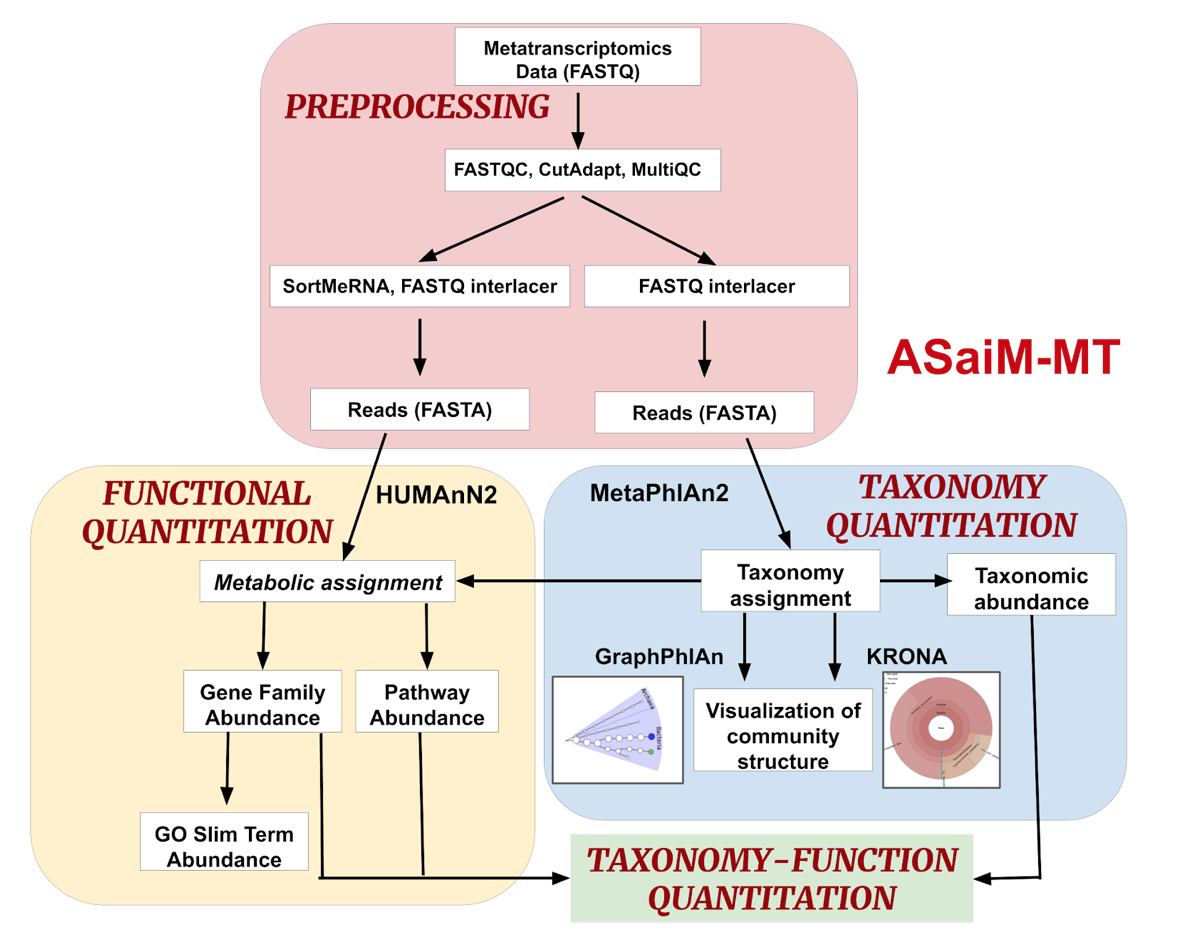 Metatranscriptomics
Data (FASTQ)
PREPROCESSING
FASTQC, CutAdapt, MultiQC
SortMeRNA, FASTQ interlacer
FASTQ interlacer
ASaiM-MT
Reads (FASTA)
Reads (FASTA)
FUNCTIONAL
QUANTITATION
HUMAnN2
MetaPhlAn2
TAXONOMY
QUANTITATION
Metabolic assignment
Taxonomy
assignment
Taxonomic
abundance
GraphPhlAn
KRONA
Gene Family
Abundance
Pathway
Abundance
Archaea
Bacteria
Visualization of
community
structure
GO Slim Term
Abundance
TAXONOMY-FUNCTION
QUANTITATION